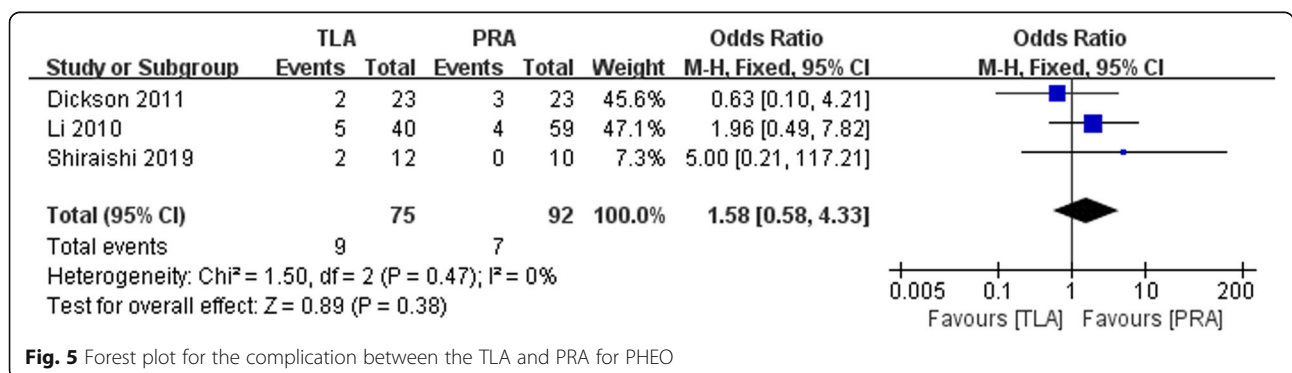 TLA PRA Odds Ratio Odds Ratio
Study or Subgroup Events Total Events Total Weight M-H, Fixed, 95% CI M-H, Fixed, 95% CI
Dickson 2011 2 23 3 23 45.6% 0.63 [0.10, 4.21]
Li 2010 5 40 4 59 47.1% 1.96 [0.49, 7.82]
Shiraishi 2019 2 12 0 10 7.3% 5.00 [0.21, 117.21]
Total (95% CI) 75 92 100.0% 1.58 [0.58, 4.33]
Total events 9 7
Heterogeneity: Chi² = 1.50, df = 2 (P = 0.47); I² = 0%
Test for overall effect: Z = 0.89 (P = 0.38)
0.005 0.1 1 10 200
Favours [TLA] Favours [PRA]
Fig. 5 Forest plot for the complication between the TLA and PRA for PHEO